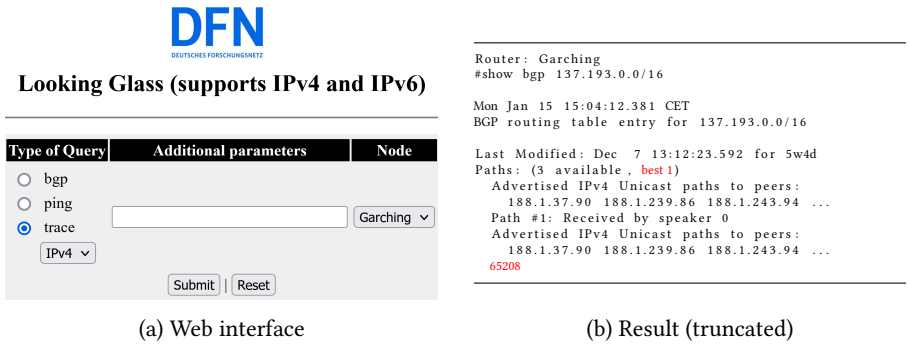 DFN
DEUTSCHES FORSCHUNGSNETZ
Looking Glass (supports IPv4 and IPv6)
Type of Query Additional parameters Node
bgp
ping
trace
Garching
IPv4
Submit | Reset
(a) Web interface
Router: Garching
#show bgp 137.193.0.0/16
Mon Jan 15 15:04:12.381 CET
BGP routing table entry for 137.193.0.0/16
Last Modified: Dec 7 13:12:23.592 for 5w4d
Paths: (3 available, best 1)
Advertised IPv4 Unicast paths to peers:
188.1.37.90 188.1.239.86 188.1.243.94 ...
Path #1: Received by speaker 0
Advertised IPv4 Unicast paths to peers:
188.1.37.90 188.1.239.86 188.1.243.94 ...
65208
(b) Result (truncated)